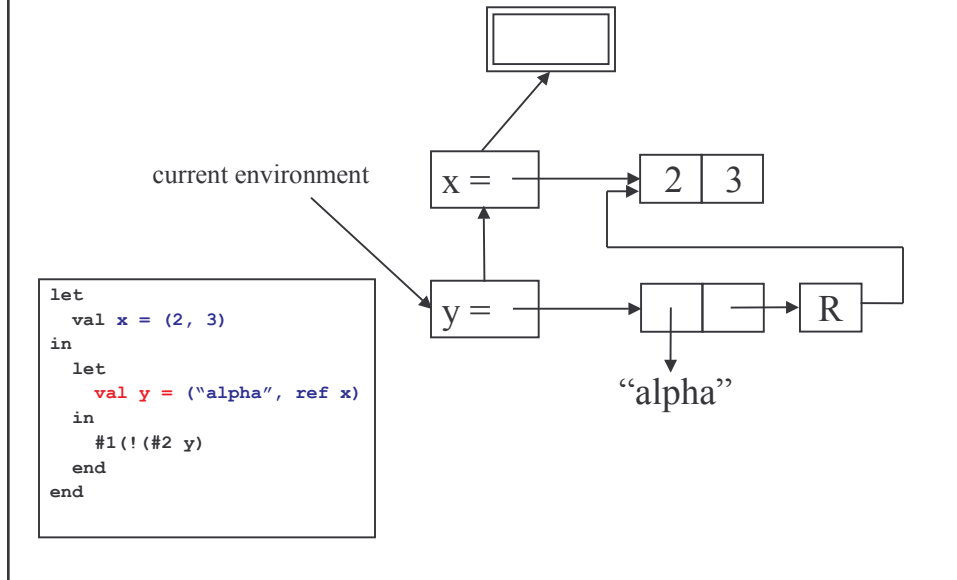 x =
2 3
current environment
y =
R
“alpha”
let
val x = (2, 3)
in
let
val y = (“alpha”, ref x)
in
#1(!(#2 y)
end
end